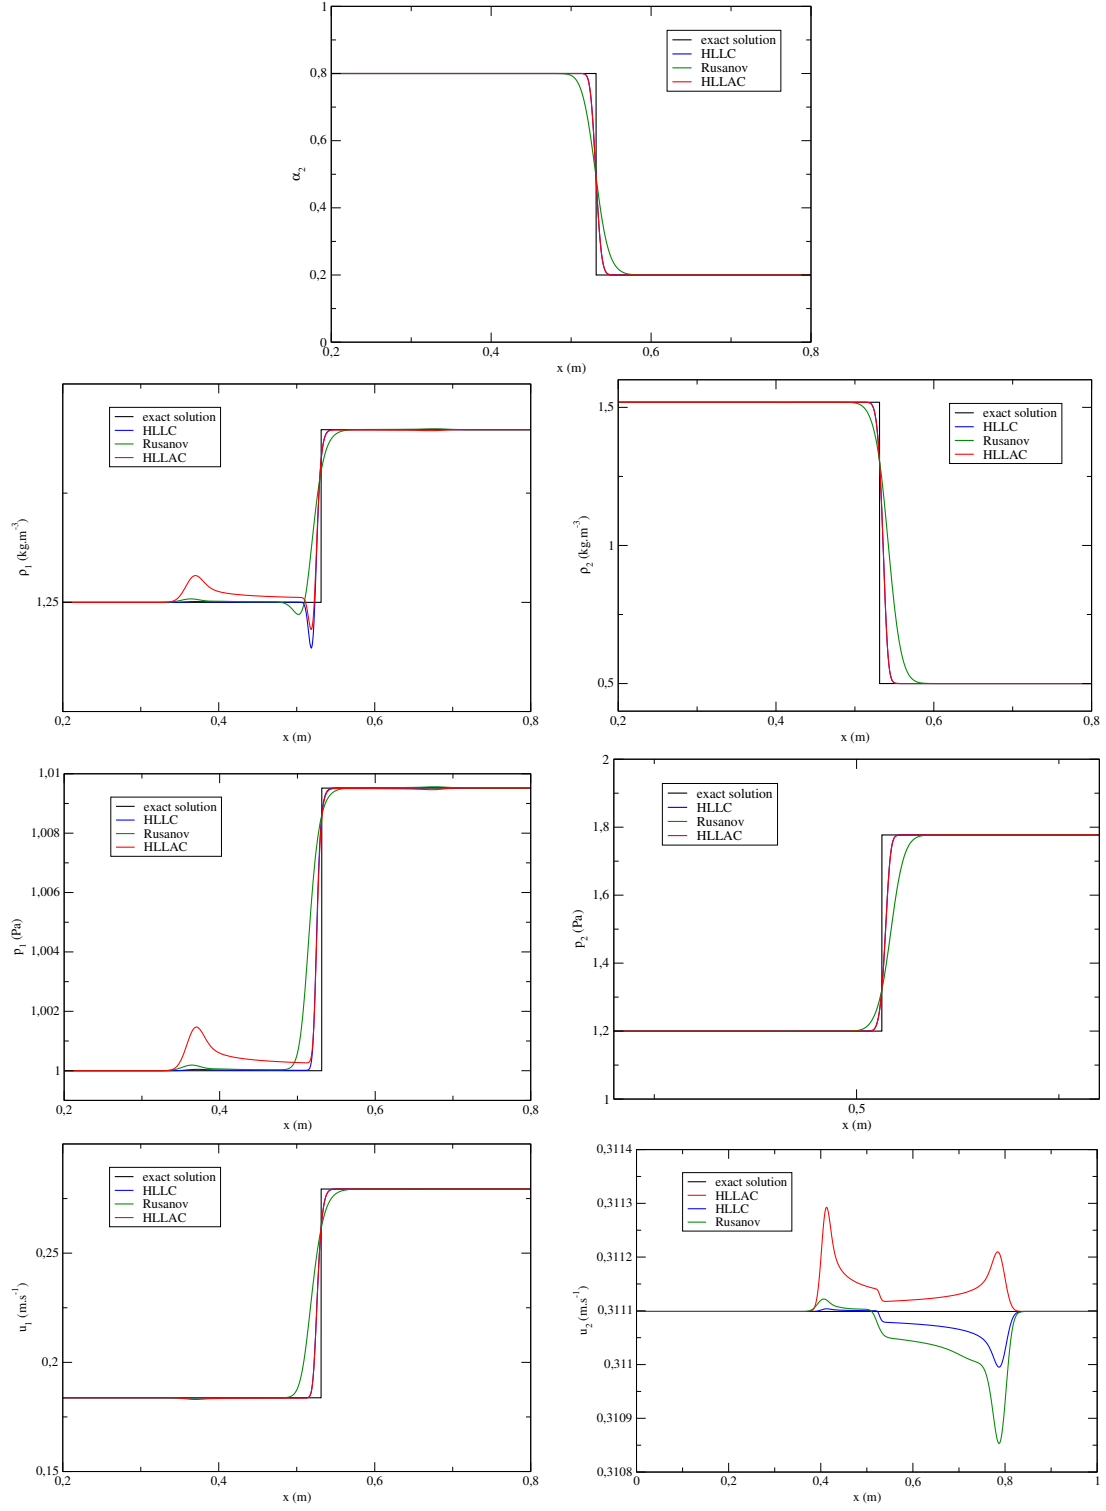 1
0,8
0,6
0,4
0,2
0
α2
exact solution
HLLC
Rusanov
HLLAC
0,2
0,4
0,6
0,8
x (m)
1,25
ρ1 (kg.m-3)
exact solution
HLLC
Rusanov
HLLAC
0,2
0,4
0,6
0,8
x (m)
1,5
1
0,5
ρ2 (kg.m-3)
exact solution
HLLC
Rusanov
HLLAC
0,2
0,4
0,6
0,8
x (m)
1,01
1,008
1,006
1,004
1,002
1
p1 (Pa)
exact solution
HLLC
Rusanov
HLLAC
0,2
0,4
0,6
0,8
x (m)
2
1,8
1,6
1,4
1,2
1
p2 (Pa)
exact solution
HLLC
Rusanov
HLLAC
0,5
x (m)
0,25
0,2
0,15
u1 (m.s-1)
exact solution
HLLC
Rusanov
HLLAC
0,2
0,4
0,6
0,8
x (m)
0,3114
0,3113
0,3112
0,3111
0,311
0,3109
0,3108
u2 (m.s-1)
exact solution
HLLAC
HLLC
Rusanov
0
0,2
0,4
0,6
0,8
1
x (m)